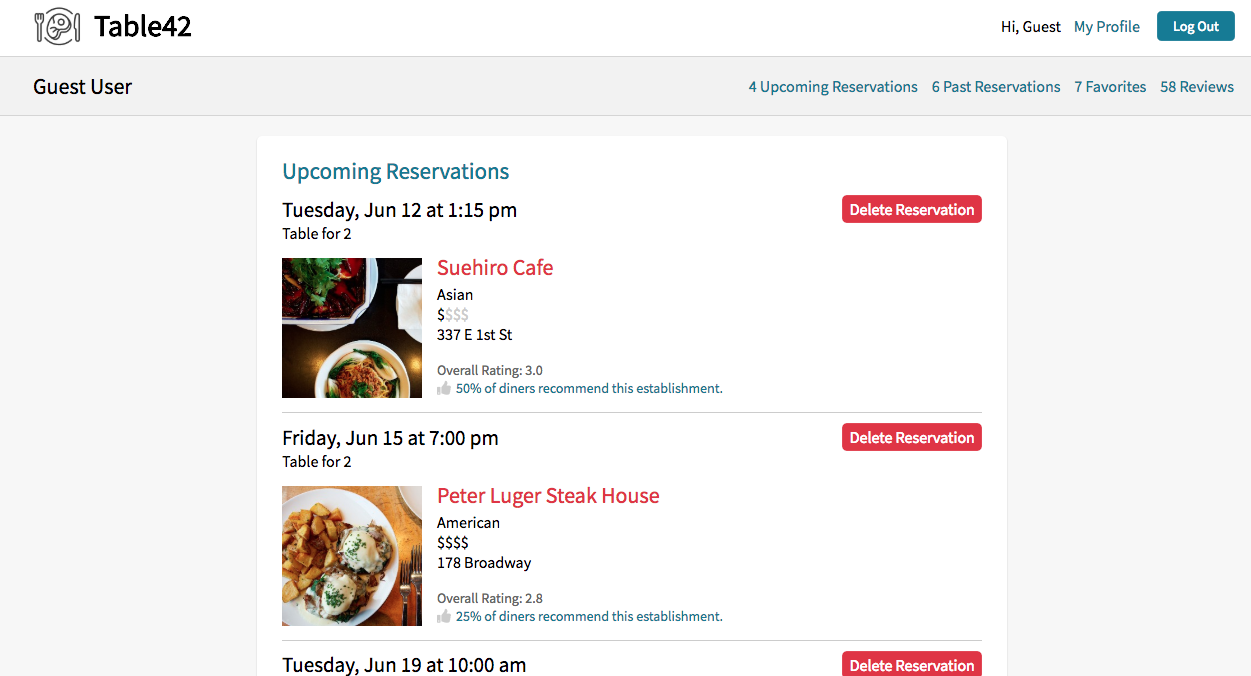 Table42
Hi, Guest My Profile Log Out
Guest User
4 Upcoming Reservations 6 Past Reservations 7 Favorites 58 Reviews
Upcoming Reservations
Tuesday, Jun 12 at 1:15 pm
Delete Reservation
Table for 2
Suehiro Cafe
Asian
$$$$
337 E 1st St
Overall Rating: 3.0
50% of diners recommend this establishment.
Friday, Jun 15 at 7:00 pm
Delete Reservation
Table for 2
Peter Luger Steak House
American
$$$$
178 Broadway
Overall Rating: 2.8
25% of diners recommend this establishment.
Tuesday, Jun 19 at 10:00 am
Delete Reservation